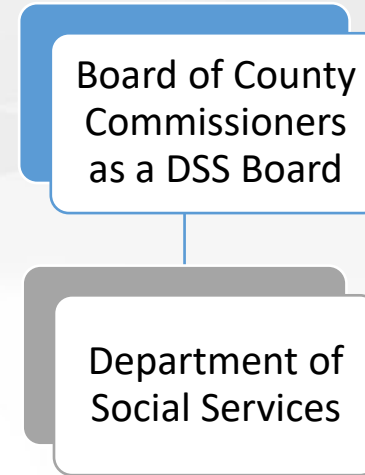 Board of County
Commissioners
as a DSS Board
Department of
Social Services